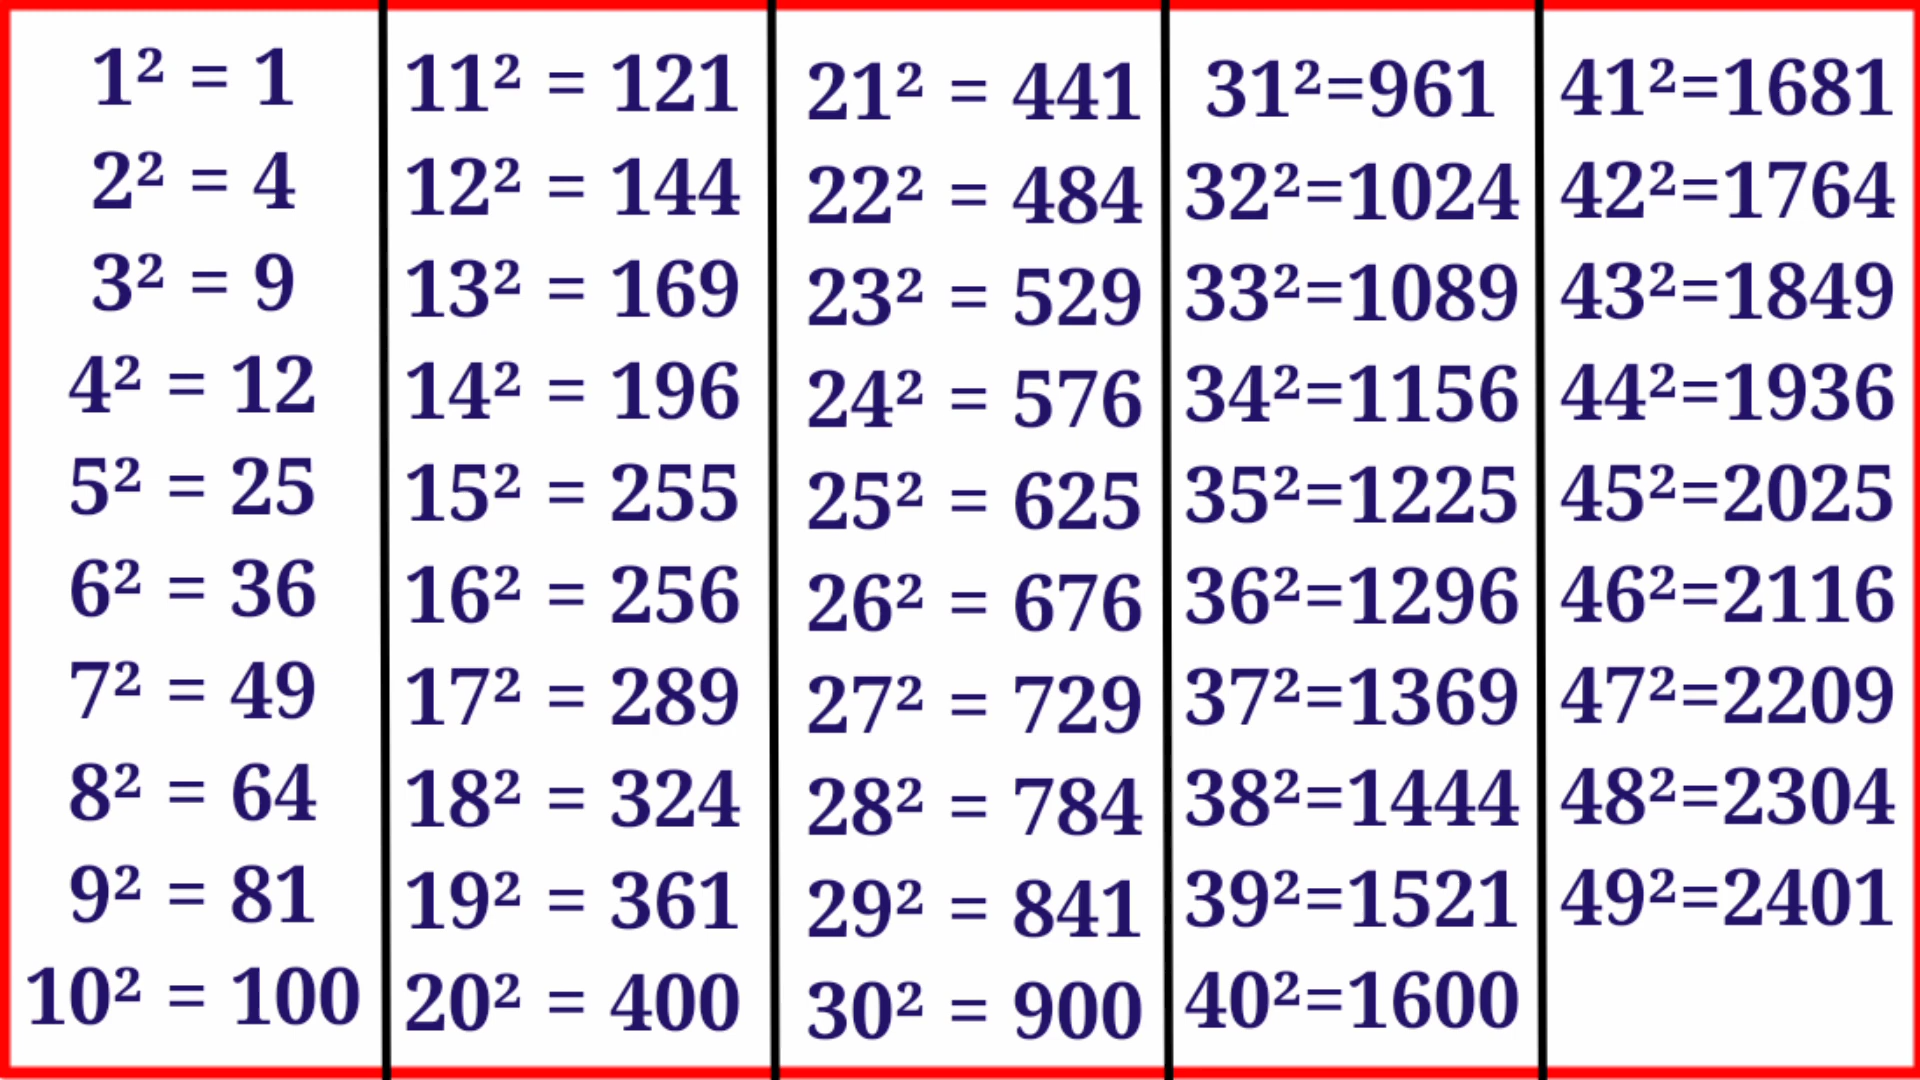 1² = 1
2² = 4
3² = 9
4² = 12
5² = 25
6² = 36
7² = 49
8² = 64
9² = 81
10² = 100
11² = 121
12² = 144
13² = 169
14² = 196
15² = 255
16² = 256
17² = 289
18² = 324
19² = 361
20² = 400
21² = 441
22² = 484
23² = 529
24² = 576
25² = 625
26² = 676
27² = 729
28² = 784
29² = 841
30² = 900
31²=961
32²=1024
33²=1089
34²=1156
35²=1225
36²=1296
37²=1369
38²=1444
39²=1521
40²=1600
41²=1681
42²=1764
43²=1849
44²=1936
45²=2025
46²=2116
47²=2209
48²=2304
49²=2401